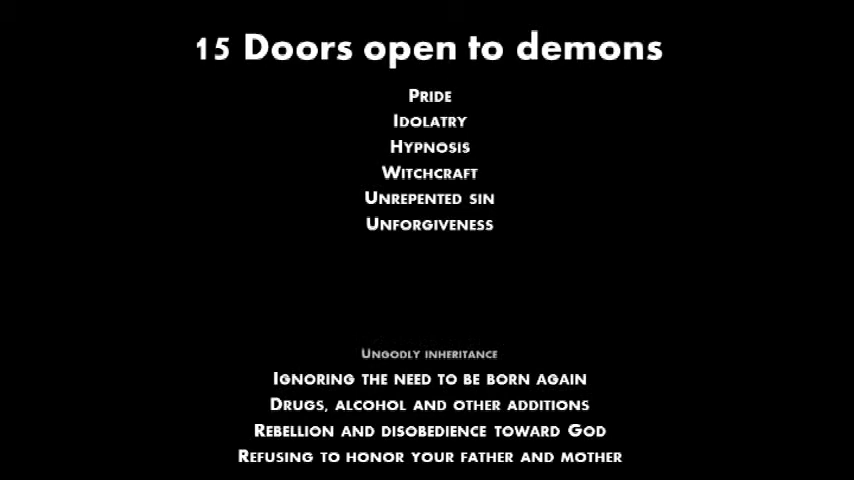 15 Doors open to demons
Pride
Idolatry
Hypnosis
Witchcraft
Unrepented sin
Unforgiveness
Ungodly inheritance
Ignoring the need to be born again
Drugs, alcohol and other additions
Rebellion and disobedience toward God
Refusing to honor your father and mother